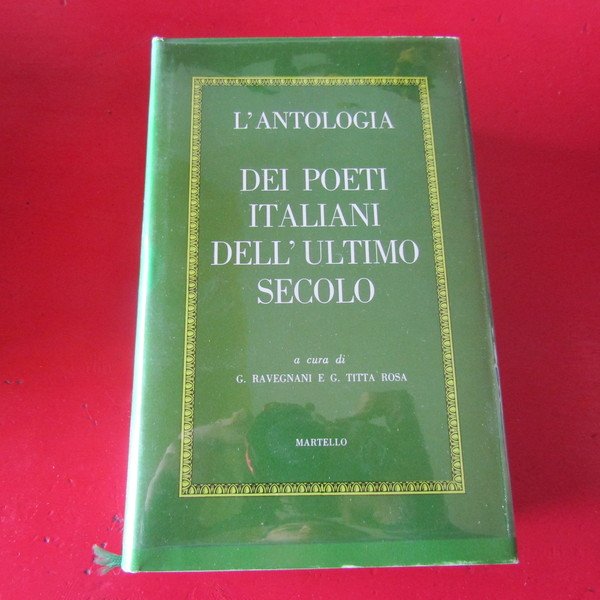 L'ANTOLOGIA
DEI POETI
ITALIANI
DELL'ULTIMO
SECOLO
a cura di
G. RAVEGNANI E G. TITTA ROSA
MARTELLO